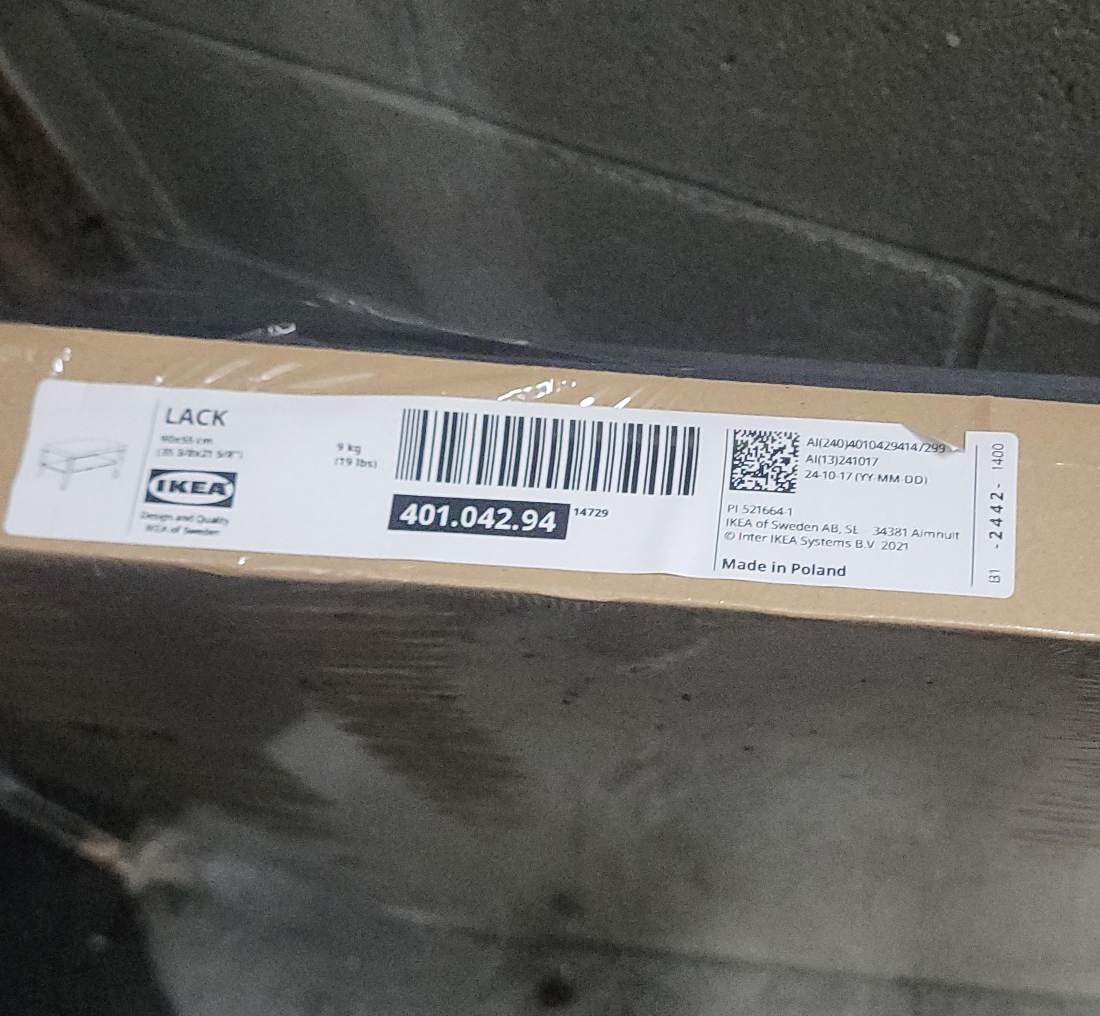 LACK
90x55 cm
(35 3/8x21 5/8")
IKEA
Design and Quality
IKEA of Sweden
9 kg
(19 lbs)
401.042.94
14729
AI(240)40104294147299
AI(13)241017
24-10-17 (YY-MM-DD)
PI 521664-1
IKEA of Sweden AB, SE - 34381 Älmhult
© Inter IKEA Systems B.V. 2021
Made in Poland
B1 -2442- 1400